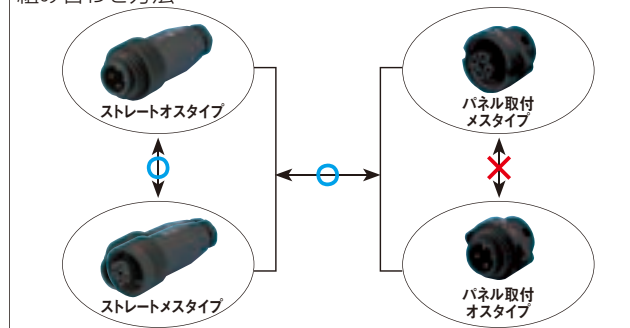 組み合わせ方法
ストレートオスタイプ
パネル取付
メスタイプ
ストレートメスタイプ
パネル取付
オスタイプ